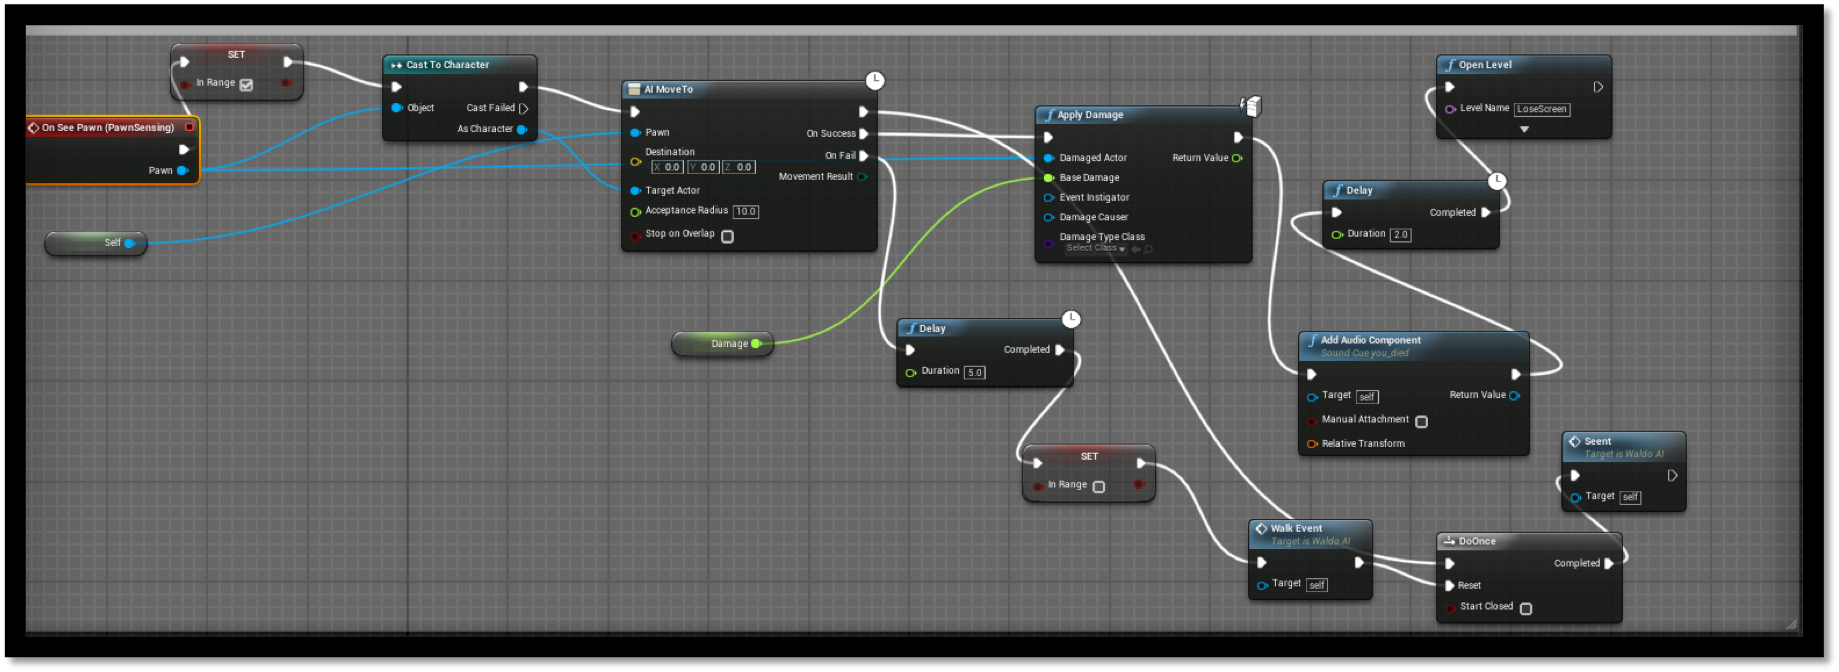 SET
In Range
On See Pawn (PawnSensing)
Pawn
Self
Cast To Character
Object
Cast Failed
As Character
AI MoveTo
Pawn
On Success
Destination
X 0.0 Y 0.0 Z 0.0
On Fail
Movement Result
Target Actor
Acceptance Radius 10.0
Stop on Overlap
Damage
Apply Damage
Damaged Actor
Return Value
Base Damage
Event Instigator
Damage Causer
Damage Type Class
Select Class
Delay
Completed
Duration 5.0
SET
In Range
Walk Event
Target is Waldo AI
Target self
Open Level
Level Name LoseScreen
Delay
Completed
Duration 2.0
Add Audio Component
Sound Cue you_died
Target self
Return Value
Manual Attachment
Relative Transform
Seent
Target is Waldo AI
Target self
DoOnce
Completed
Reset
Start Closed